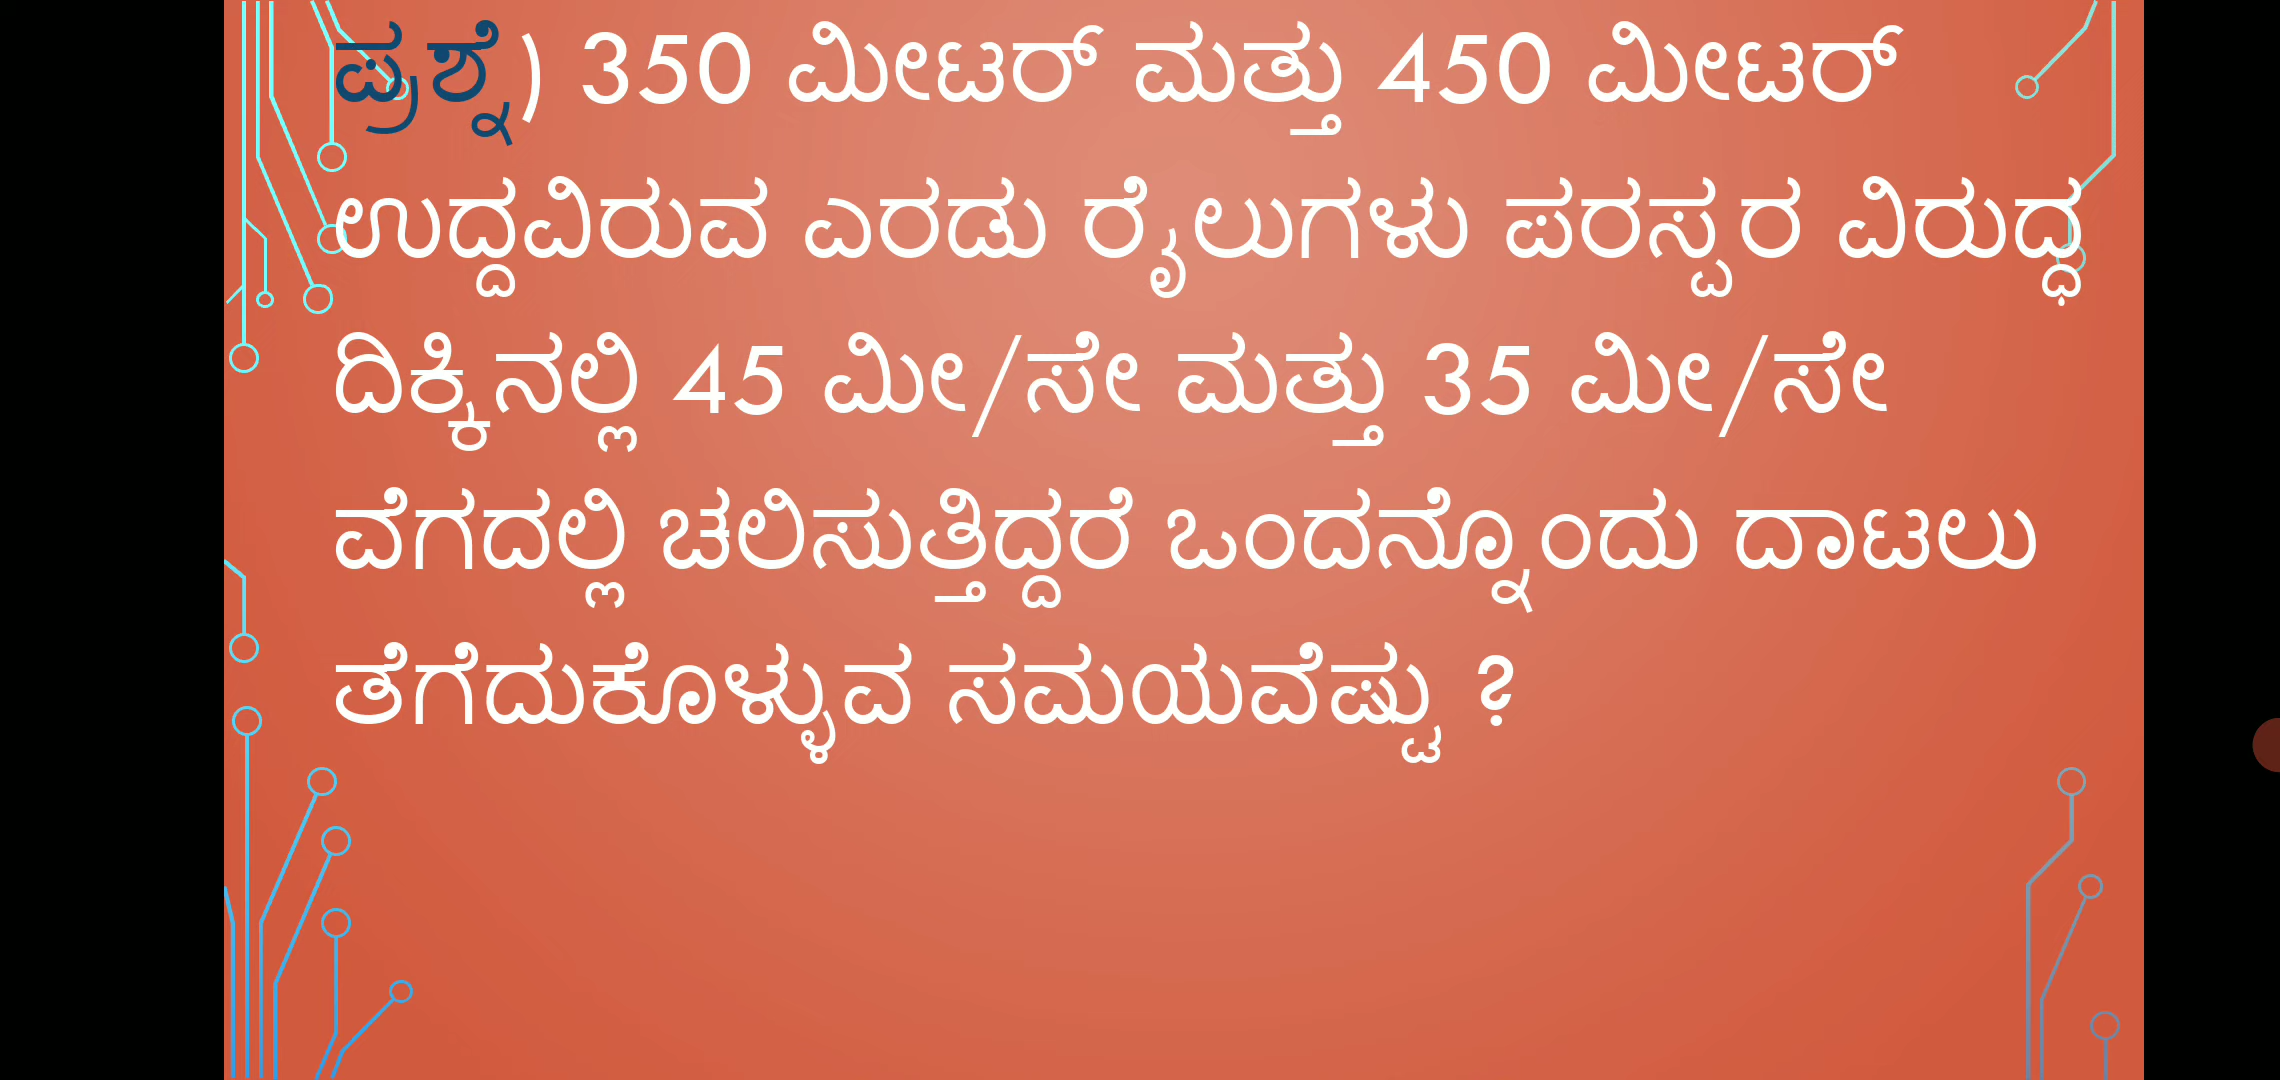 ಪ್ರಶ್ನೆ) 350 ಮೀಟರ್ ಮತ್ತು 450 ಮೀಟರ್
ಉದ್ದವಿರುವ ಎರಡು ರೈಲುಗಳು ಪರಸ್ಪರ ವಿರುದ್ಧ
ದಿಕ್ಕಿನಲ್ಲಿ 45 ಮೀ/ಸೇ ಮತ್ತು 35 ಮೀ/ಸೇ
ವೆಗದಲ್ಲಿ ಚಲಿಸುತ್ತಿದ್ದರೆ ಒಂದನ್ನೊಂದು ದಾಟಲು
ತೆಗೆದುಕೊಳ್ಳುವ ಸಮಯವೆಷ್ಟು ?